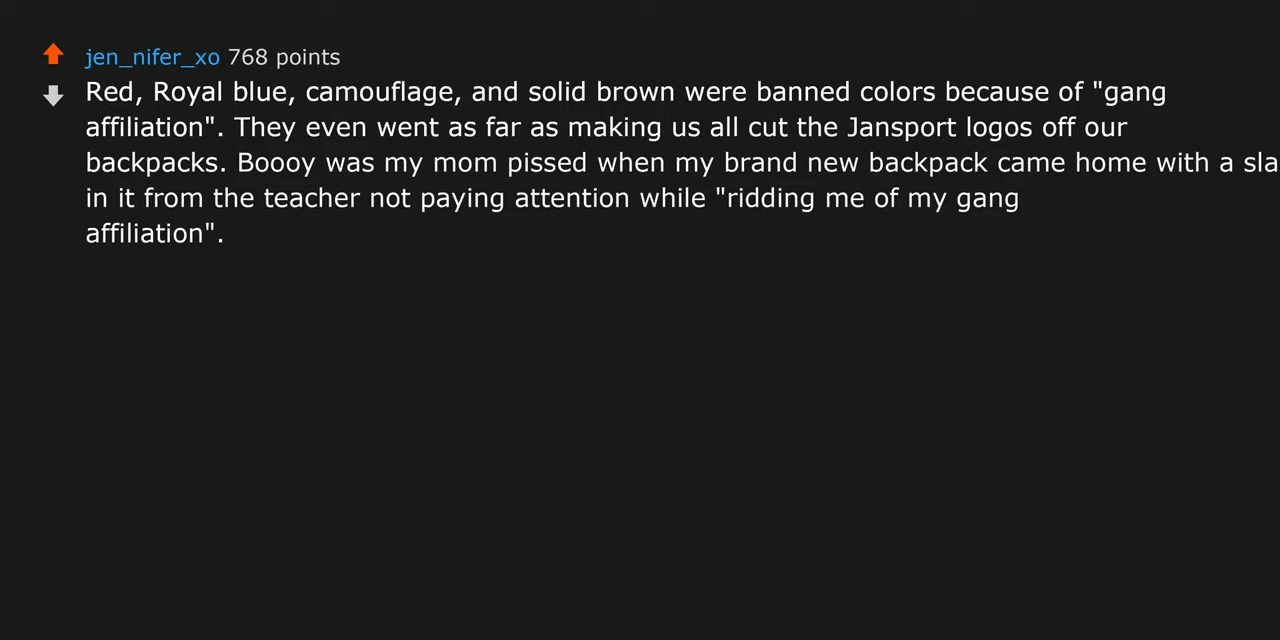 jen_nifer_xo 768 points
Red, Royal blue, camouflage, and solid brown were banned colors because of "gang
affiliation". They even went as far as making us all cut the Jansport logos off our
backpacks. Boooy was my mom pissed when my brand new backpack came home with a
in it from the teacher not paying attention while "ridding me of my gang
affiliation".